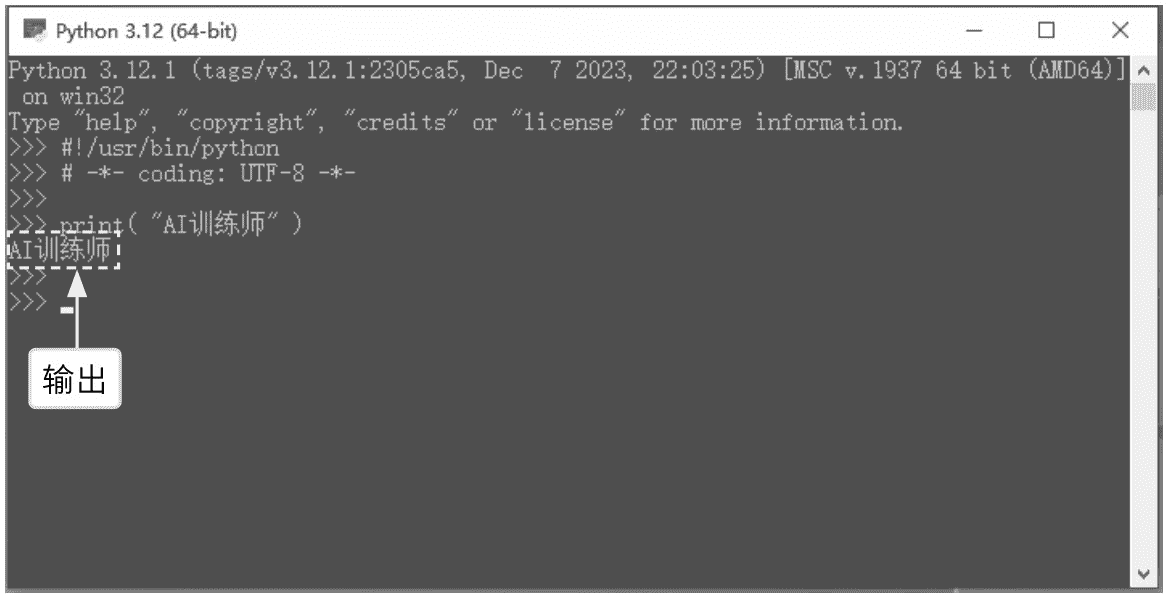 Python 3.12 (64-bit)
Python 3.12.1 (tags/v3.12.1:2305ca5, Dec  7 2023, 22:03:25) [MSC v.1937 64 bit (AMD64)]
 on win32
Type "help", "copyright", "credits" or "license" for more information.
>>> #!/usr/bin/python
>>> # -*- coding: UTF-8 -*-
>>>
>>> print( "AI训练师" )
AI训练师
>>>
>>>
输出